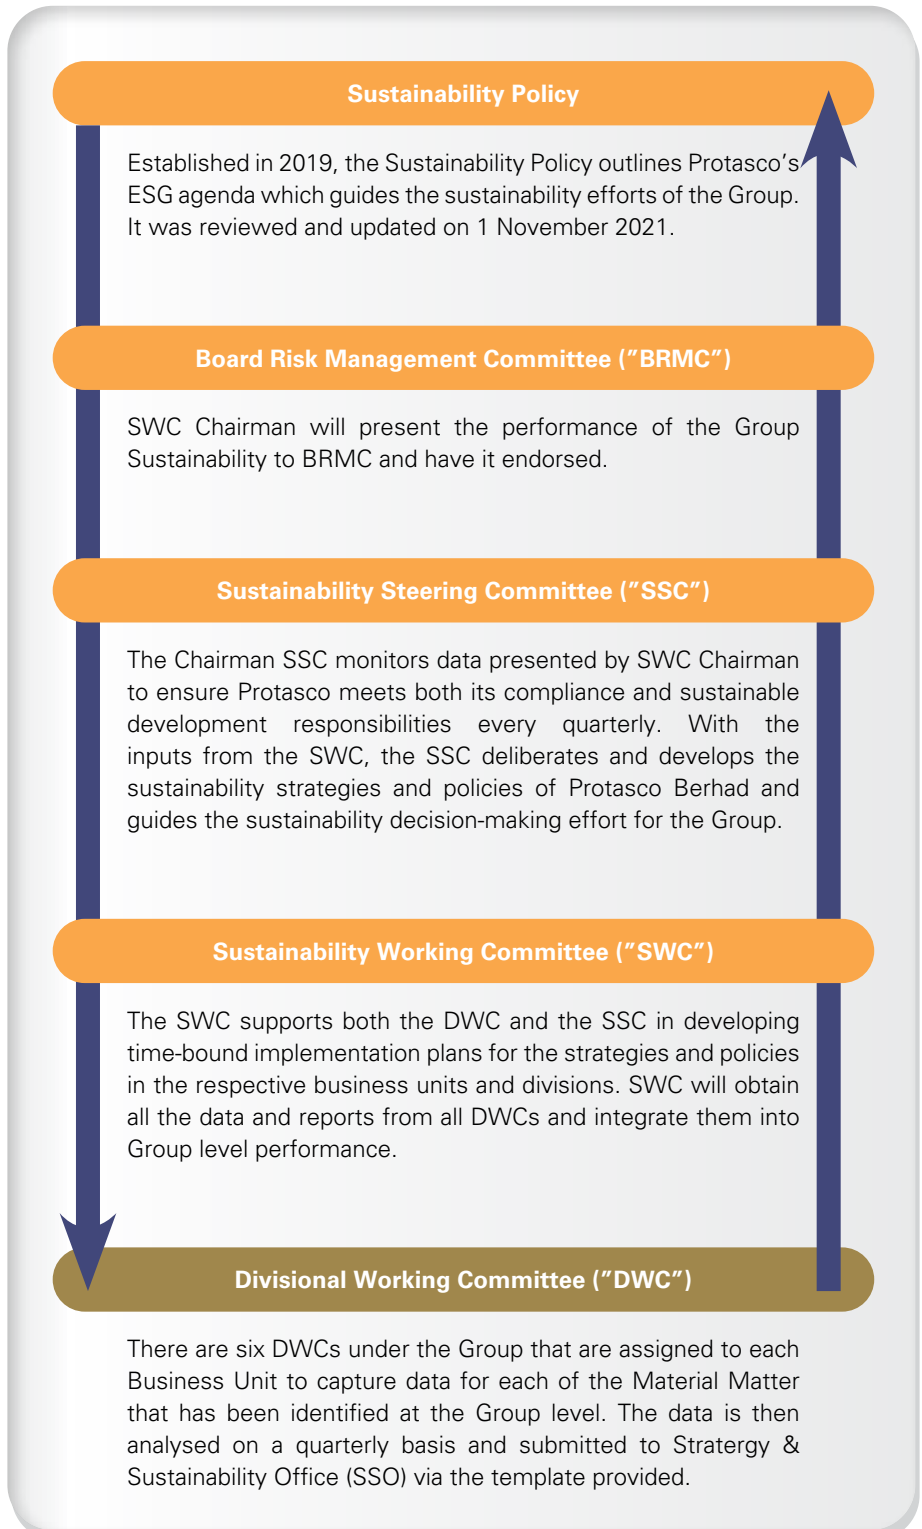 Sustainability Policy
Established in 2019, the Sustainability Policy outlines Protasco’s
ESG agenda which guides the sustainability efforts of the Group.
It was reviewed and updated on 1 November 2021.
Board Risk Management Committee (“BRMC”)
SWC Chairman will present the performance of the Group
Sustainability to BRMC and have it endorsed.
Sustainability Steering Committee (“SSC”)
The Chairman SSC monitors data presented by SWC Chairman
to ensure Protasco meets both its compliance and sustainable
development responsibilities every quarterly. With the
inputs from the SWC, the SSC deliberates and develops the
sustainability strategies and policies of Protasco Berhad and
guides the sustainability decision-making effort for the Group.
Sustainability Working Committee (“SWC”)
The SWC supports both the DWC and the SSC in developing
time-bound implementation plans for the strategies and policies
in the respective business units and divisions. SWC will obtain
all the data and reports from all DWCs and integrate them into
Group level performance.
Divisional Working Committee (“DWC”)
There are six DWCs under the Group that are assigned to each
Business Unit to capture data for each of the Material Matter
that has been identified at the Group level. The data is then
analysed on a quarterly basis and submitted to Stratergy &
Sustainability Office (SSO) via the template provided.